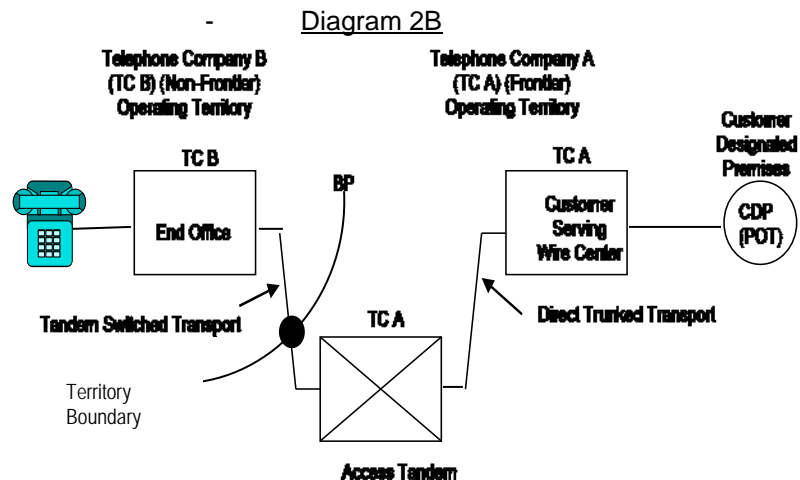 - Diagram 2B
Telephone Company B
(TC B) (Non-Frontier)
Operating Territory
Telephone Company A
(TC A) (Frontier)
Operating Territory
Customer
Designated
Premises
TC B
End Office
BP
TC A
Customer
Serving
Wire Center
CDP
(POT)
Tandem Switched Transport
TC A
Direct Trunked Transport
Territory
Boundary
Access Tandem